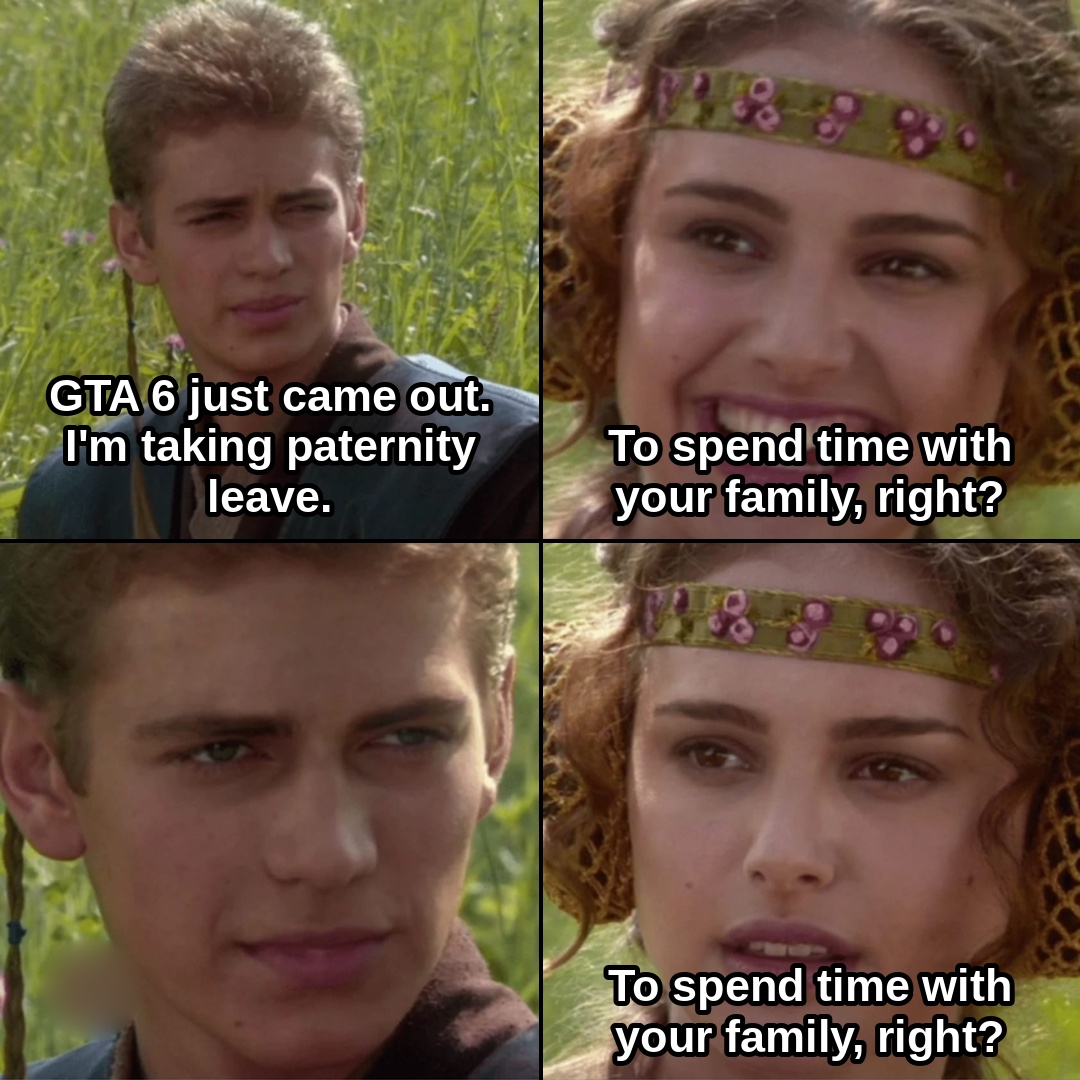 GTA 6 just came out.
I'm taking paternity
leave.
To spend time with
your family, right?
To spend time with
your family, right?